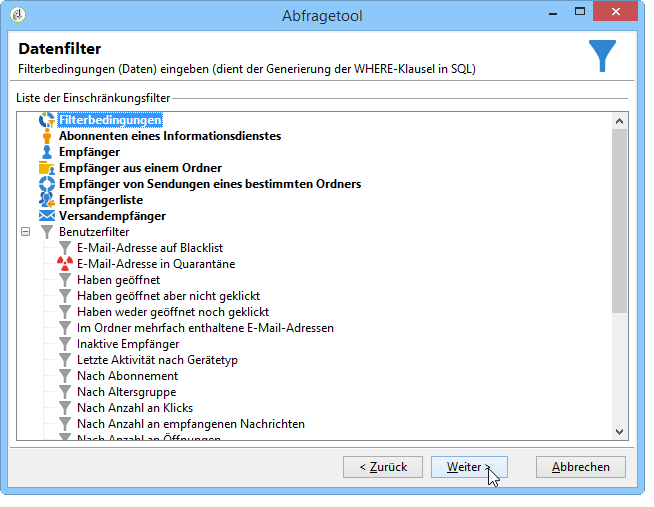 Abfragetool
Datenfilter
Filterbedingungen (Daten) eingeben (dient der Generierung der WHERE-Klausel in SQL)
Liste der Einschränkungsfilter
Filterbedingungen
Abonnenten eines Informationsdienstes
Empfänger
Empfänger aus einem Ordner
Empfänger von Sendungen eines bestimmten Ordners
Empfängerliste
Versandempfänger
Benutzerfilter
E-Mail-Adresse auf Blacklist
E-Mail-Adresse in Quarantäne
Haben geöffnet
Haben geöffnet aber nicht geklickt
Haben weder geöffnet noch geklickt
Im Ordner mehrfach enthaltene E-Mail-Adressen
Inaktive Empfänger
Letzte Aktivität nach Gerätetyp
Nach Abonnement
Nach Altersgruppe
Nach Anzahl an Klicks
Nach Anzahl an empfangenen Nachrichten
Nach Anzahl an Öffnungen
< Zurück Weiter > Abbrechen